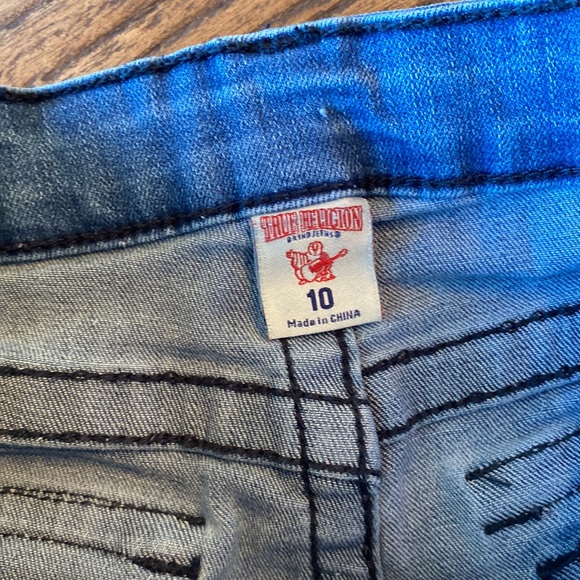 TRUE RELIGION
BRAND JEANS®
10
Made in CHINA